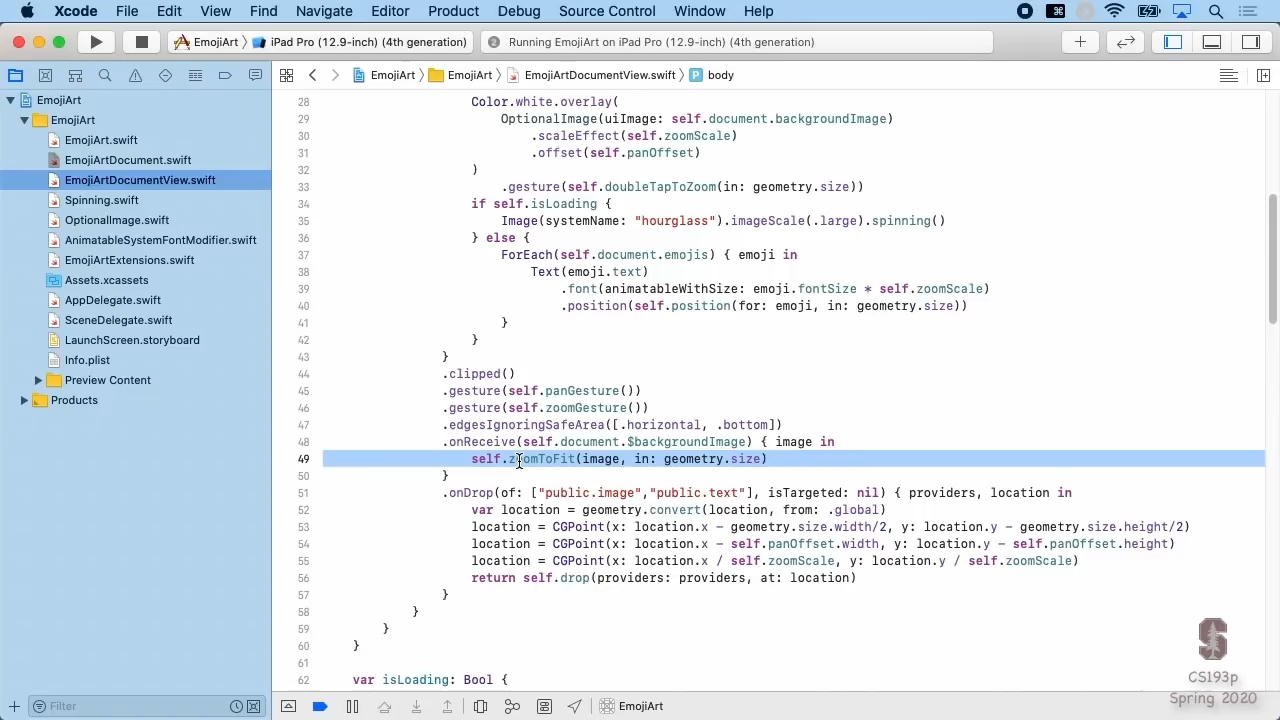 Xcode File Edit View Find Navigate Editor Product Debug Source Control Window Help
EmojiArt 〉 iPad Pro (12.9-inch) (4th generation)
2 Running EmojiArt on iPad Pro (12.9-inch) (4th generation)
EmojiArt 〉 EmojiArt 〉 EmojiArtDocumentView.swift 〉 P body
EmojiArt
EmojiArt
EmojiArt.swift
EmojiArtDocument.swift
EmojiArtDocumentView.swift
Spinning.swift
OptionalImage.swift
AnimatableSystemFontModifier.swift
EmojiArtExtensions.swift
Assets.xcassets
AppDelegate.swift
SceneDelegate.swift
LaunchScreen.storyboard
Info.plist
Preview Content
Products
Filter
28 Color.white.overlay(
29 OptionalImage(uiImage: self.document.backgroundImage)
30 .scaleEffect(self.zoomScale)
31 .offset(self.panOffset)
32 )
33 .gesture(self.doubleTapToZoom(in: geometry.size))
34 if self.isLoading {
35 Image(systemName: "hourglass").imageScale(.large).spinning()
36 } else {
37 ForEach(self.document.emojis) { emoji in
38 Text(emoji.text)
39 .font(animatableWithSize: emoji.fontSize * self.zoomScale)
40 .position(self.position(for: emoji, in: geometry.size))
41 }
42 }
43 }
44 .clipped()
45 .gesture(self.panGesture())
46 .gesture(self.zoomGesture())
47 .edgesIgnoringSafeArea([.horizontal, .bottom])
48 .onReceive(self.document.$backgroundImage) { image in
49 self.zoomToFit(image, in: geometry.size)
50 }
51 .onDrop(of: ["public.image","public.text"], isTargeted: nil) { providers, location in
52 var location = geometry.convert(location, from: .global)
53 location = CGPoint(x: location.x - geometry.size.width/2, y: location.y - geometry.size.height/2)
54 location = CGPoint(x: location.x - self.panOffset.width, y: location.y - self.panOffset.height)
55 location = CGPoint(x: location.x / self.zoomScale, y: location.y / self.zoomScale)
56 return self.drop(providers: providers, at: location)
57 }
58 }
59 }
60 }
61
62 var isLoading: Bool {
EmojiArt
CS193p
Spring 2020